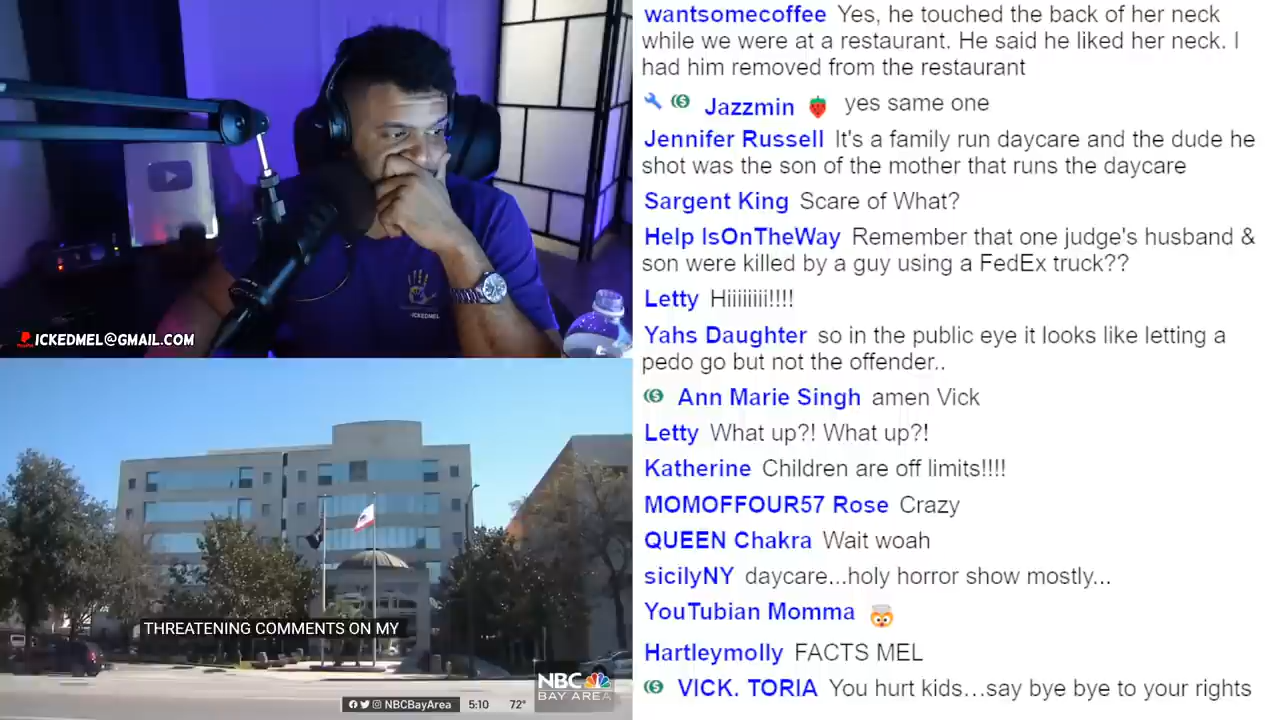 wantsomecoffee Yes, he touched the back of her neck
while we were at a restaurant. He said he liked her neck. I
had him removed from the restaurant
Jazzmin yes same one
Jennifer Russell It's a family run daycare and the dude he
shot was the son of the mother that runs the daycare
Sargent King Scare of What?
Help IsOnTheWay Remember that one judge's husband &
son were killed by a guy using a FedEx truck??
Letty Hiiiiiiii!!!!
Yahs Daughter so in the public eye it looks like letting a
pedo go but not the offender..
Ann Marie Singh amen Vick
Letty What up?! What up?!
Katherine Children are off limits!!!!
MOMOFFOUR57 Rose Crazy
QUEEN Chakra Wait woah
sicilyNY daycare...holy horror show mostly...
YouTubian Momma 🤯
Hartleymolly FACTS MEL
VICK. TORIA You hurt kids…say bye bye to your rights
-ICKEDMEL
ICKEDMEL@GMAIL.COM
THREATENING COMMENTS ON MY
NBC
BAY AREA
NBCBayArea 5:10 72°